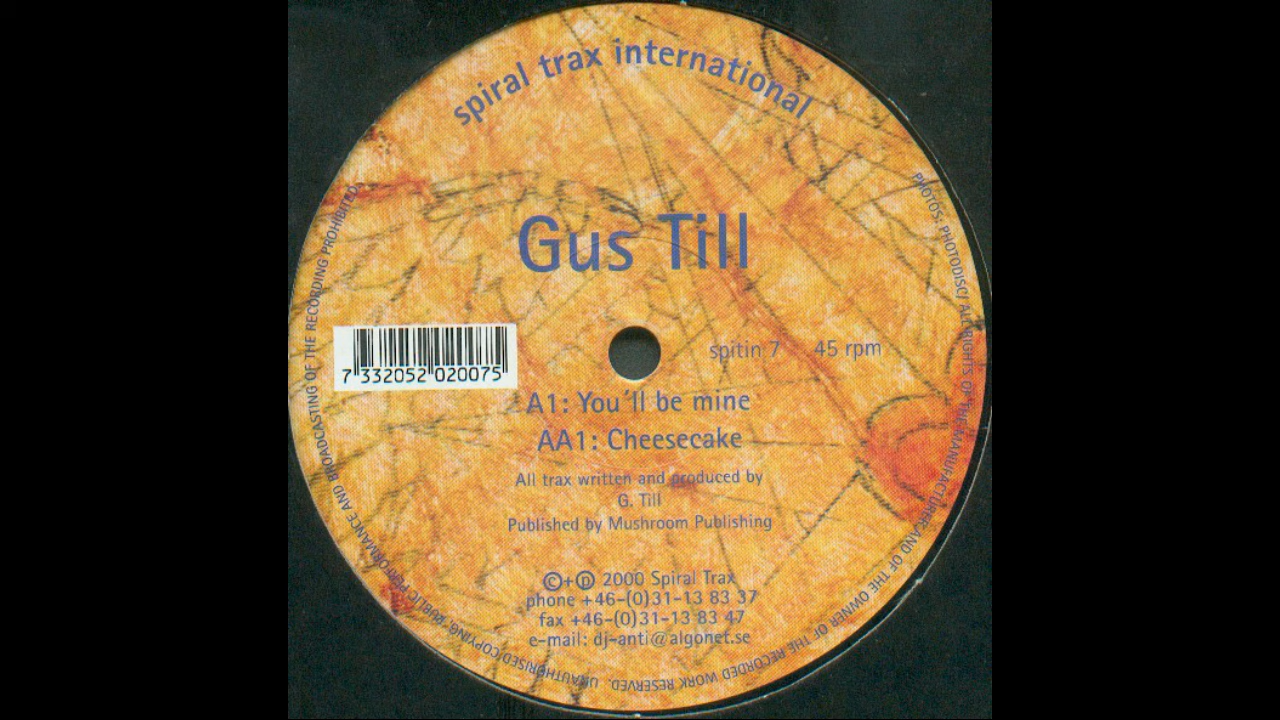 spiral trax international
Gus Till
spitin 7 45 rpm
7 332052 020075
A1: You´ll be mine
AA1: Cheesecake
All trax written and produced by
G. Till
Published by Mushroom Publishing
©+℗ 2000 Spiral Trax
phone +46-(0)31-13 83 37
fax +46-(0)31-13 83 47
e-mail: dj-anti@algonet.se
PHOTOS: PHOTODISC/ ALL RIGHTS OF THE MANUFACTURER AND OF THE OWNER OF THE RECORDED WORK RESERVED. UNAUTHORISED/COPYING, PUBLIC PERFORMANCE AND BROADCASTING OF THE RECORDING PROHIBITED.